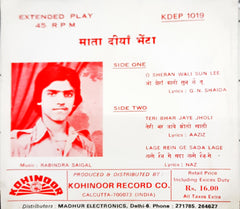 EXTENDED PLAY
45 RPM
KDEP 1019
माता दीयां भेंटा
SIDE ONE
O SHERAN WALI SUN LEE
ओ शेरां वाली सुन ले तू
Lyrics : G N. SHAIDA
SIDE TWO
TERI BHAR JAYE JHOLI
तेरी भर जाये झोली
Lyrics : AAZIZ
LAGE REIN GE SADA LAGE
लगे रहेंगे सदा लगे
Lyrics : NAZ
Music : RABINDRA SAIGAL
KOHINOOR
PRODUCED & DISTRIBUTED BY :
KOHINOOR RECORD CO.
CALCUTTA-700073 (INDIA)
Retail Price
Including Excise Duty
Rs. 16.00
All Taxes Extra
Distributers : MADHUR ELECTRONICS, Delhi-6. Phone : 271785, 264627